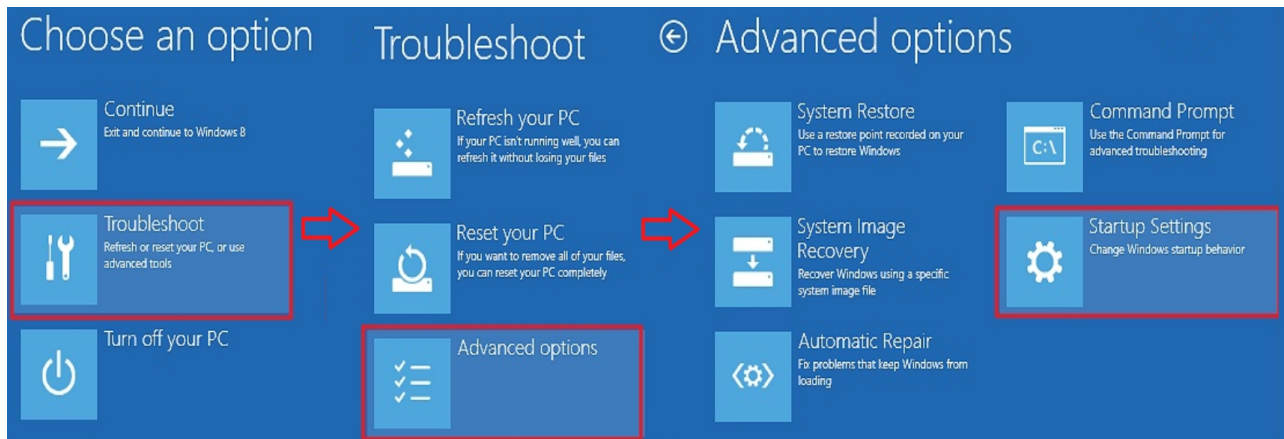 Choose an option
Continue
Exit and continue to Windows 8
Troubleshoot
Refresh or reset your PC, or use
advanced tools
Turn off your PC
Troubleshoot
Refresh your PC
If your PC isn't running well, you can
refresh it without losing your files
Reset your PC
If you want to remove all of your files,
you can reset your PC completely
Advanced options
Advanced options
System Restore
Use a restore point recorded on your
PC to restore Windows
System Image
Recovery
Recover Windows using a specific
system image file
Automatic Repair
Fix problems that keep Windows from
loading
Command Prompt
Use the Command Prompt for
advanced troubleshooting
C:\
Startup Settings
Change Windows startup behavior